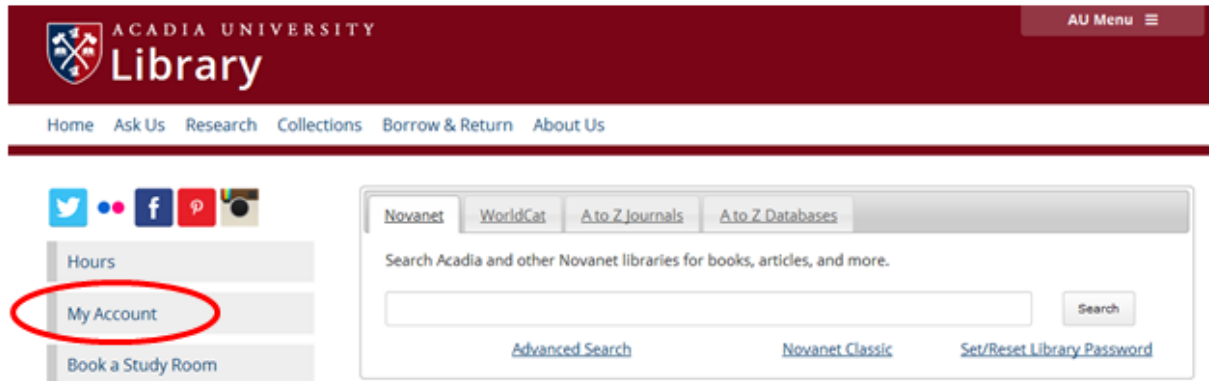 ACADIA UNIVERSITY
Library
AU Menu
Home Ask Us Research Collections Borrow & Return About Us
Novanet WorldCat A to Z Journals A to Z Databases
Hours
Search Acadia and other Novanet libraries for books, articles, and more.
My Account
Search
Advanced Search Novanet Classic Set/Reset Library Password
Book a Study Room